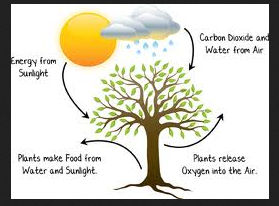 Carbon Dioxide and
Water from Air
Energy from
Sunlight
Plants make Food from
Water and Sunlight.
Plants release
Oxygen into the Air.